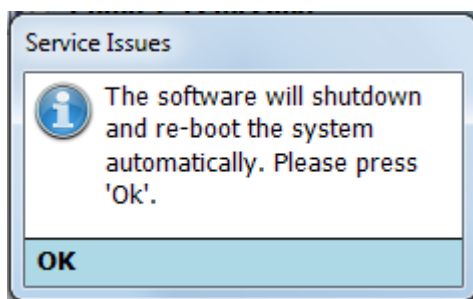 Service Issues
The software will shutdown
and re-boot the system
automatically. Please press
'Ok'.
OK